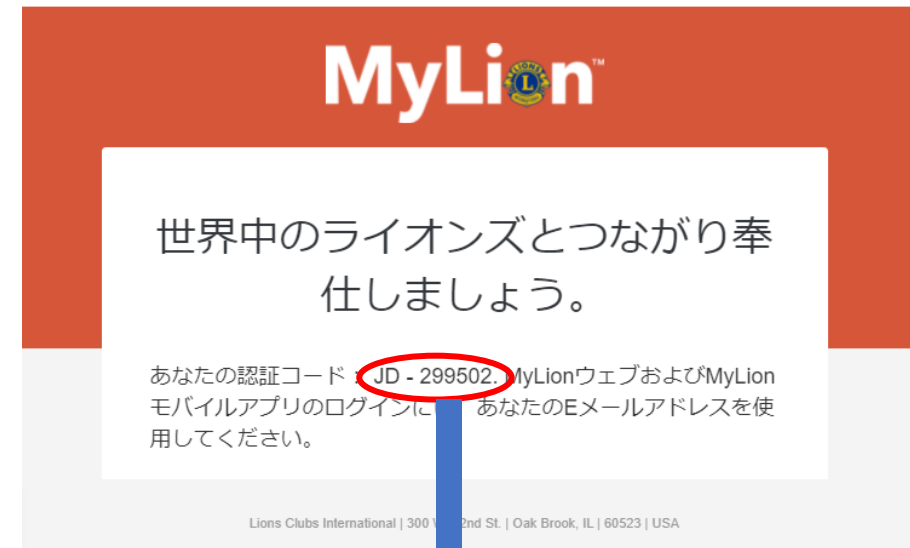 MyLion™
世界中のライオンズとつながり奉
仕しましょう。
あなたの認証コード: JD - 299502. MyLionウェブおよびMyLion
モバイルアプリのログインに あなたのEメールアドレスを使
用してください。
Lions Clubs International | 300 2nd St. | Oak Brook, IL | 60523 | USA